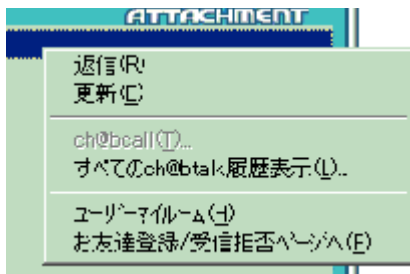 ATTACHMENT
返信(R)
更新(E)
ch@bcall(T)...
すべてのch@btalk履歴表示(L)...
ユーザーマイルーム(H)
お友達登録/受信拒否ページへ(F)